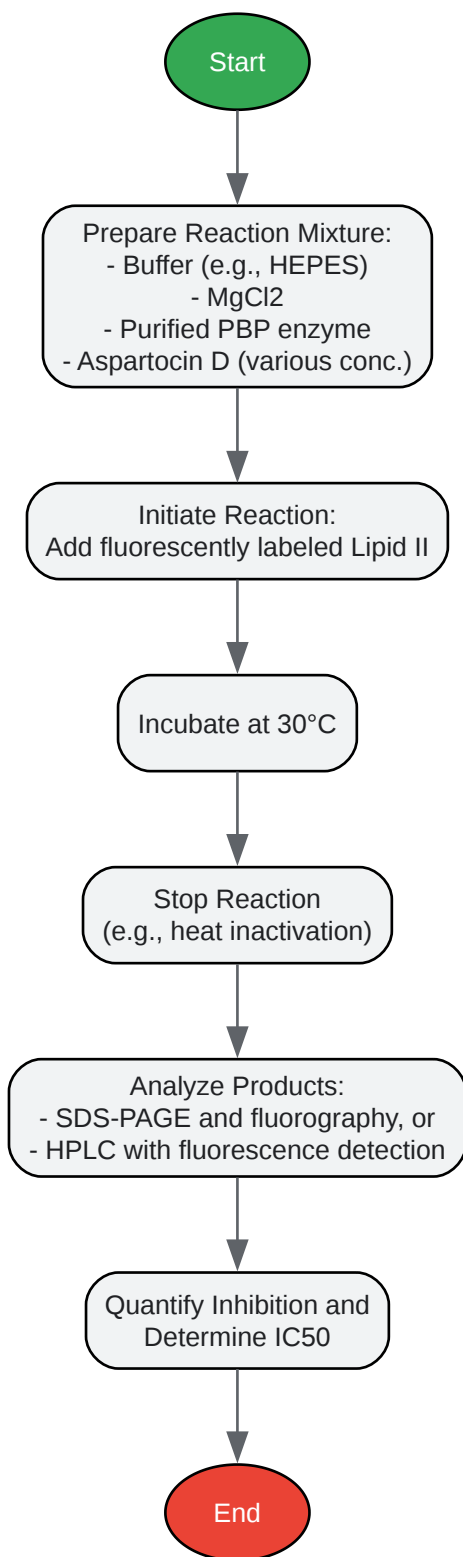 Start
Prepare Reaction Mixture:
- Buffer (e.g., HEPES)
- MgCl2
- Purified PBP enzyme
- Aspartocin D (various conc.)
Initiate Reaction:
Add fluorescently labeled Lipid II
Incubate at 30°C
Stop Reaction
(e.g., heat inactivation)
Analyze Products:
- SDS-PAGE and fluorography, or
- HPLC with fluorescence detection
Quantify Inhibition and
Determine IC50
End